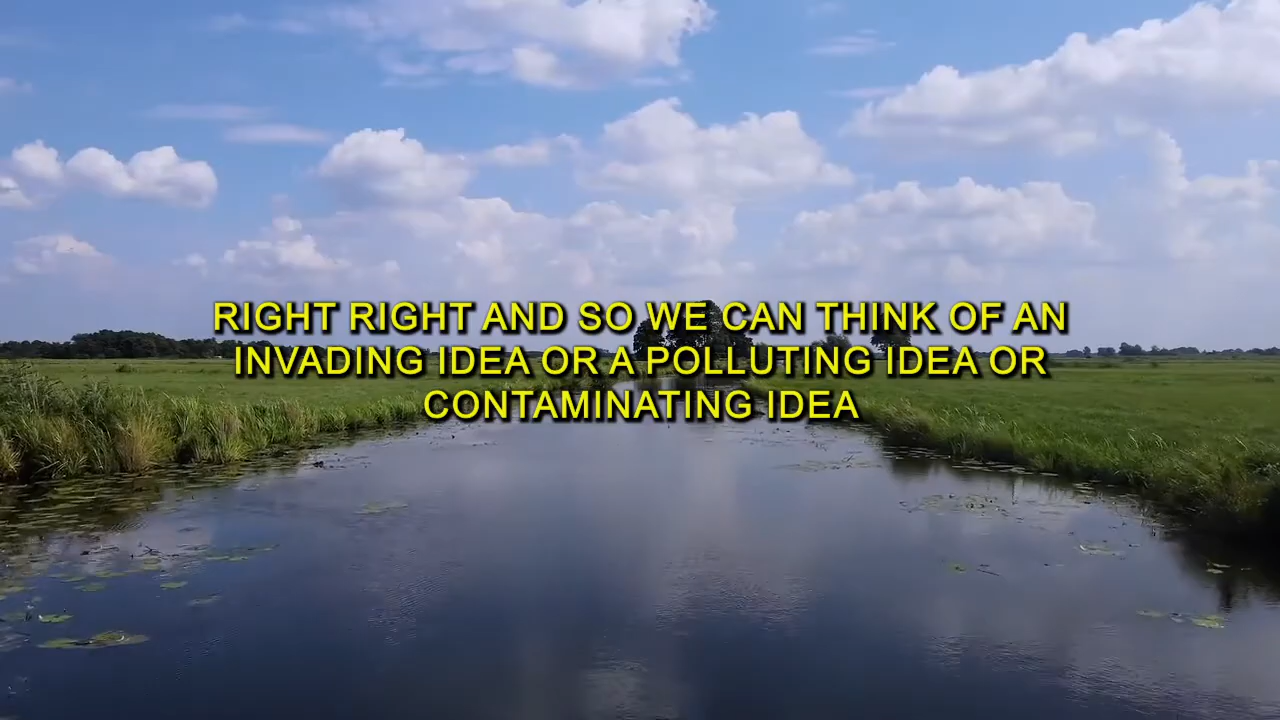 RIGHT RIGHT AND SO WE CAN THINK OF AN
INVADING IDEA OR A POLLUTING IDEA OR
CONTAMINATING IDEA